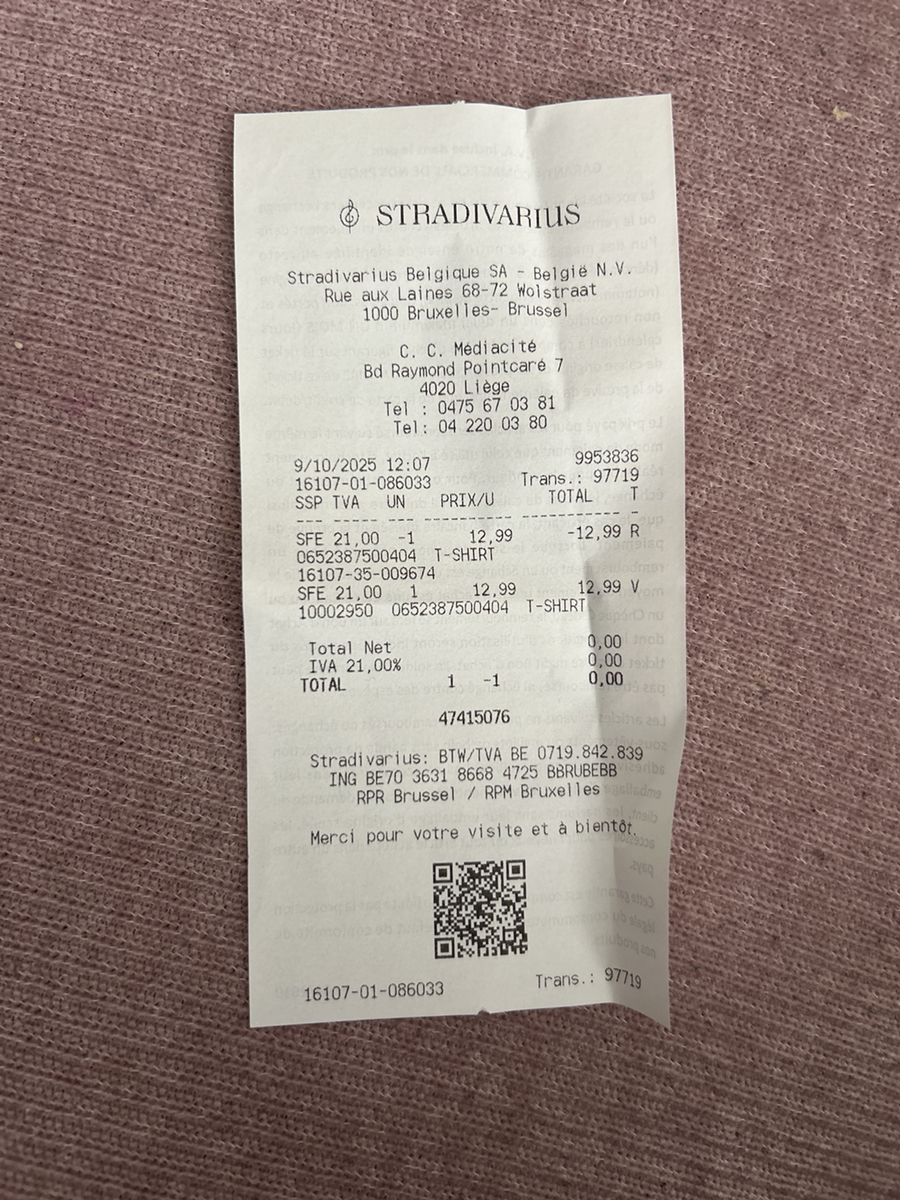 STRADIVARIUS
Stradivarius Belgique SA - België N.V.
Rue aux Laines 68-72 Wolstraat
1000 Bruxelles- Brussel
C. C. Médiacité
Bd Raymond Pointcaré 7
4020 Liège
Tel : 0475 67 03 81
Tel: 04 220 03 80
9/10/2025 12:07 9953836
16107-01-086033 Trans.: 97719
SSP TVA UN PRIX/U TOTAL T
--- ------ --- ---------- ------------ -
SFE 21,00 -1 12,99 -12,99 R
0652387500404 T-SHIRT
16107-35-009674
SFE 21,00 1 12,99 12,99 V
10002950 0652387500404 T-SHIRT
Total Net 0,00
IVA 21,00% 0,00
TOTAL 1 -1 0,00
47415076
Stradivarius: BTW/TVA BE 0719.842.839
ING BE70 3631 8668 4725 BBRUBEBB
RPR Brussel / RPM Bruxelles
Merci pour votre visite et à bientôt.
16107-01-086033 Trans.: 97719